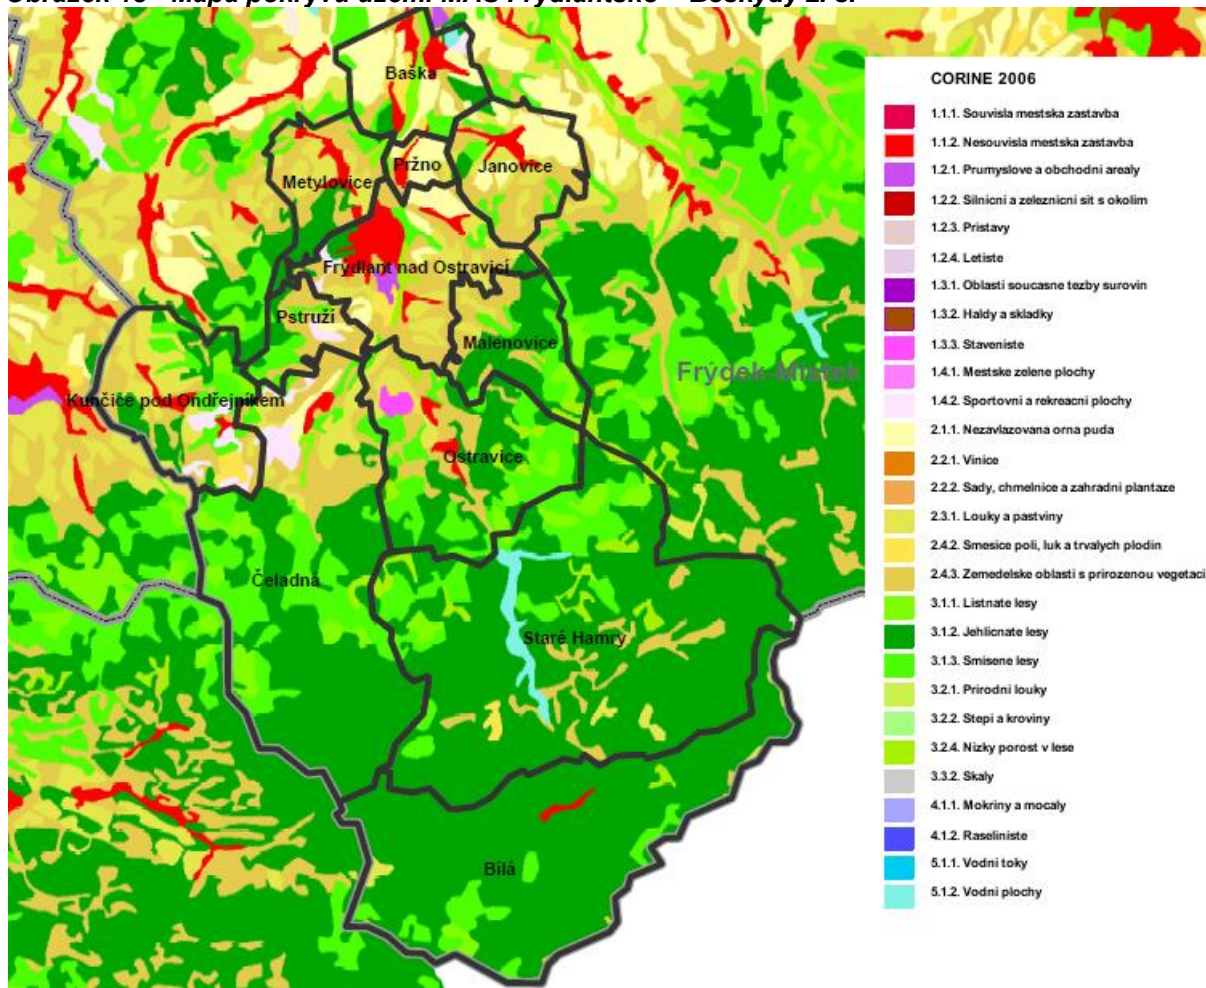 Obrázek 10 - Mapa pokryvu území MAS Frýdlantsko – Beskydy z. s.
CORINE 2006
1.1.1. Souvisla mestska zastavba
1.1.2. Nesouvisla mestska zastavba
1.2.1. Prumyslove a obchodni arealy
1.2.2. Silnicni a zeleznicni sit s okolim
1.2.3. Pristavy
1.2.4. Letiste
1.3.1. Oblasti soucasne tezby surovin
1.3.2. Haldy a skladky
1.3.3. Staveniste
1.4.1. Mestske zelene plochy
1.4.2. Sportovni a rekreacni plochy
2.1.1. Nezavlazovana orna puda
2.2.1. Vinice
2.2.2. Sady, chmelnice a zahradni plantaze
2.3.1. Louky a pastviny
2.4.2. Smesice poli, luk a trvalych plodin
2.4.3. Zemedelske oblasti s prirozenou vegetaci
3.1.1. Listnate lesy
3.1.2. Jehlicnate lesy
3.1.3. Smisene lesy
3.2.1. Prirodni louky
3.2.2. Stepi a kroviny
3.2.4. Nizky porost v lese
3.3.2. Skaly
4.1.1. Mokriny a mocaly
4.1.2. Raseliniste
5.1.1. Vodni toky
5.1.2. Vodni plochy
Baška
Pržno
Janovice
Metylovice
Frýdlant nad Ostravicí
Pstruží
Malenovice
Frýdek-Místek
Kunčice pod Ondřejníkem
Ostravice
Čeladná
Staré Hamry
Bílá